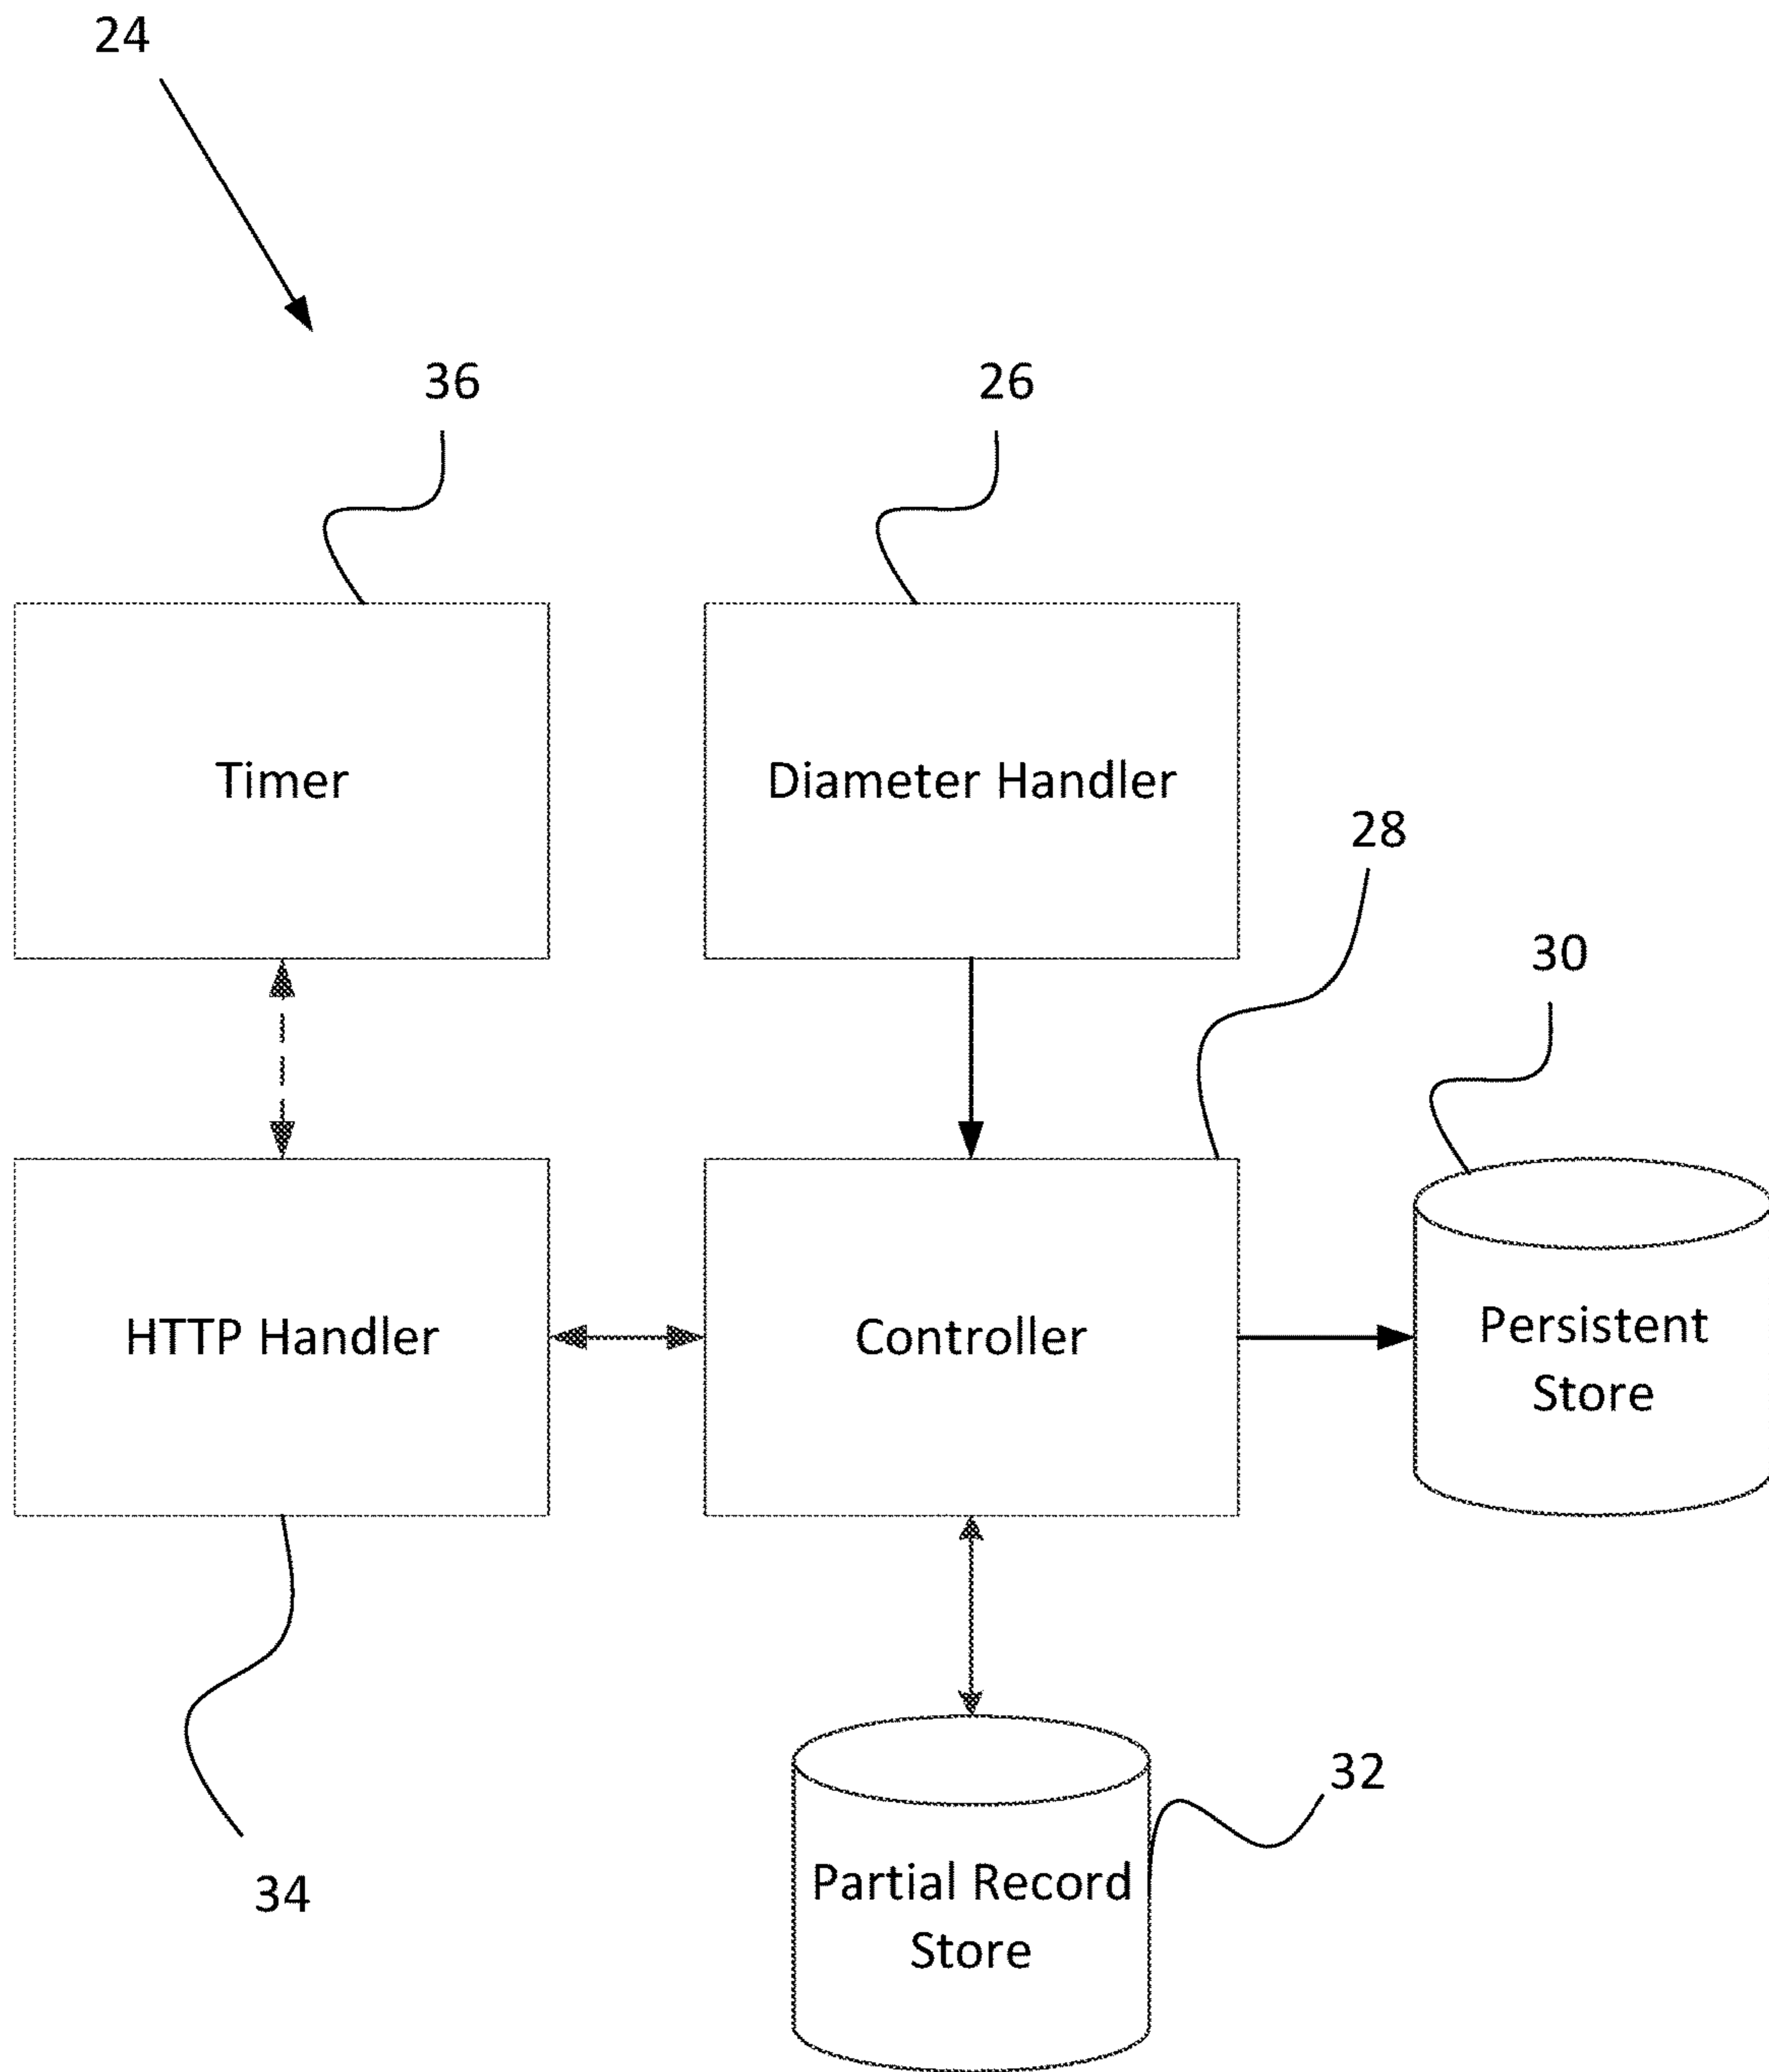 24
36
26
Timer
Diameter Handler
28
30
HTTP Handler
Controller
Persistent
Store
32
Partial Record
Store
34